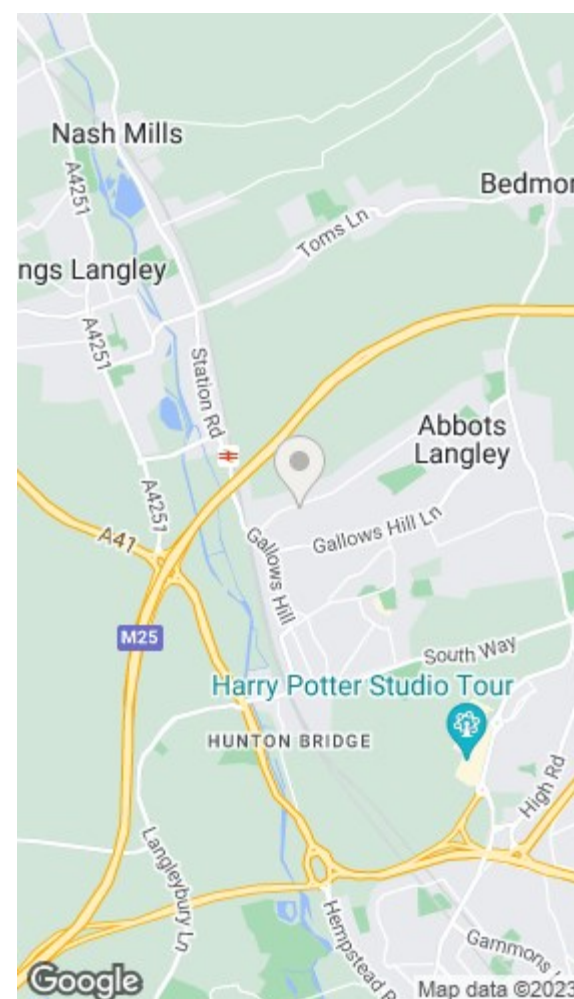 Nash Mills
A4251
Bedmon
Toms Ln
ngs Langley
A4251
Station Rd
Abbots
Langley
A4251
Gallows Hill Ln
A41
Gallows Hill
M25
South Way
Harry Potter Studio Tour
HUNTON BRIDGE
High Rd
Langleybury Ln
Hempstead R
Gammons L
Google
Map data ©2023